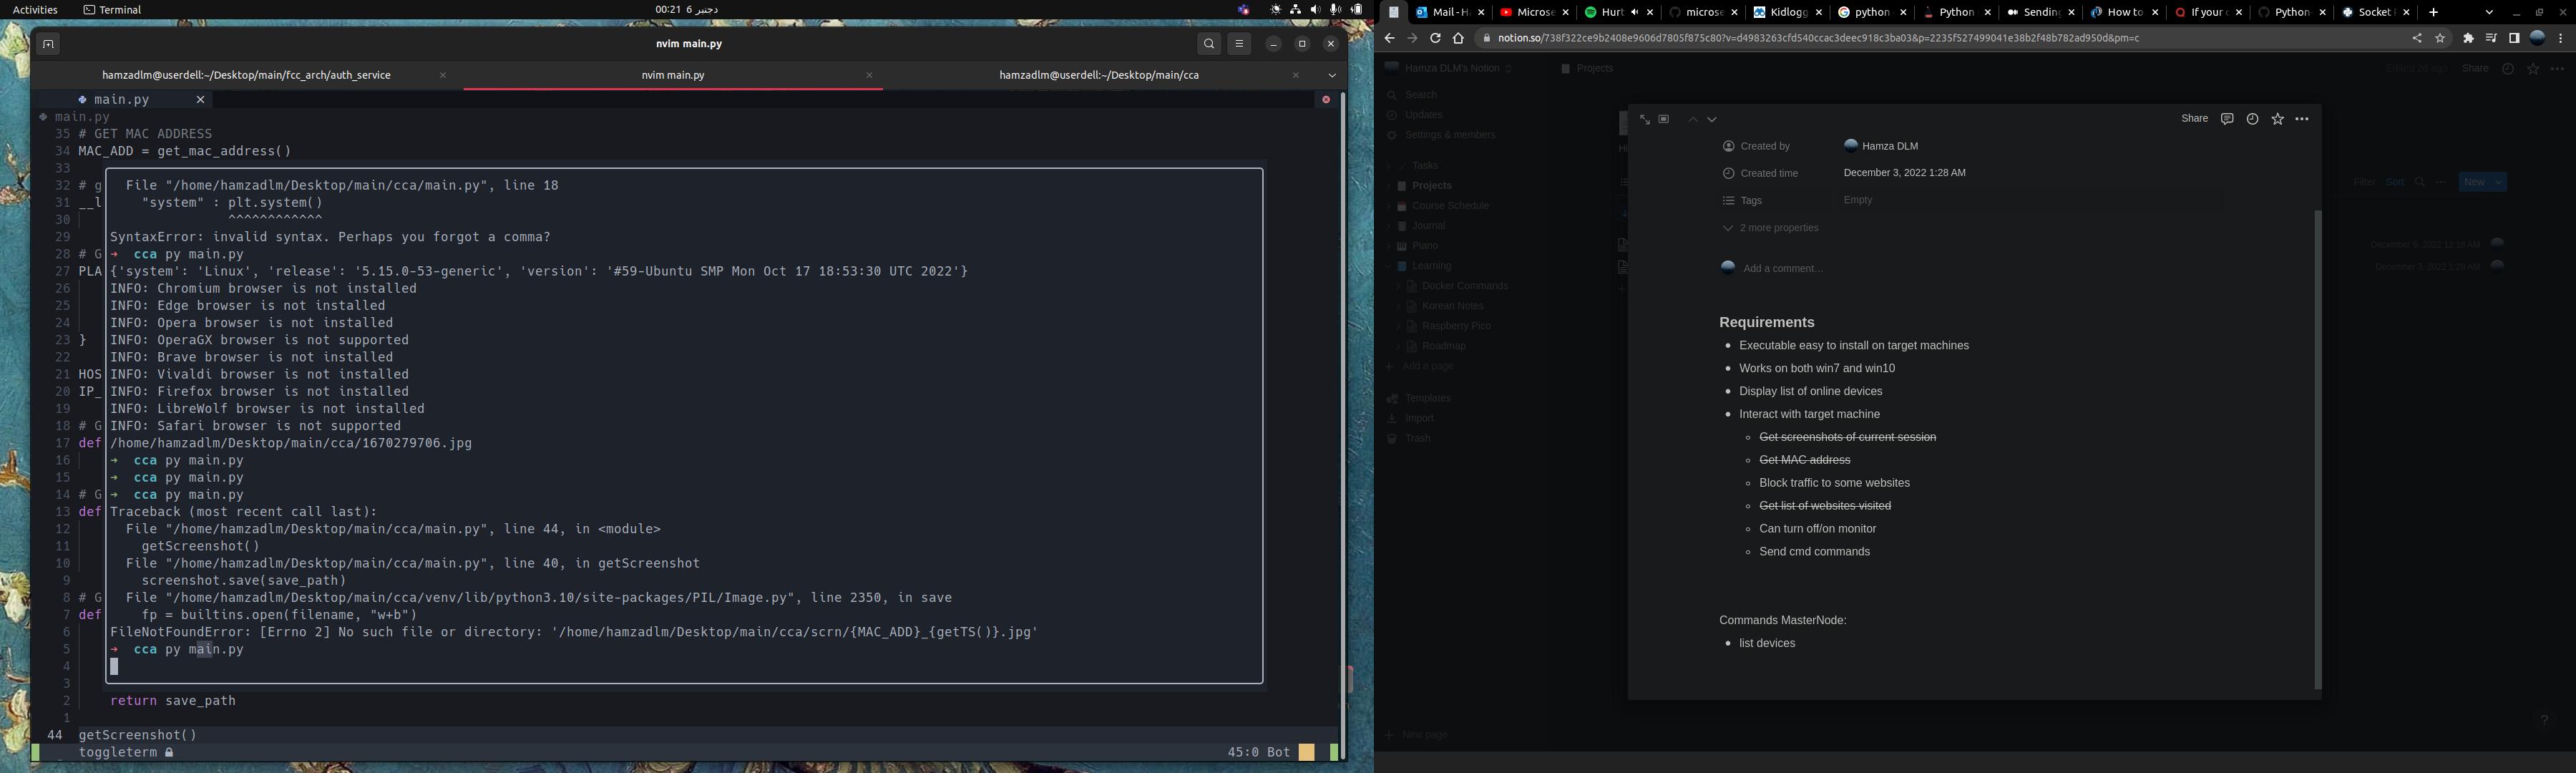 Activities
Terminal
00:21 دجنبر 6
nvim main.py
hamzadlm@userdell:~/Desktop/main/fcc_arch/auth_service
nvim main.py
hamzadlm@userdell:~/Desktop/main/cca
main.py
main.py
35 # GET MAC ADDRESS
34 MAC_ADD = get_mac_address()
33
32 # g File "/home/hamzadlm/Desktop/main/cca/main.py", line 18
31 __l "system" : plt.system()
30 ^^^^^^^^^^^^
29 SyntaxError: invalid syntax. Perhaps you forgot a comma?
28 # G ➜ cca py main.py
27 PLA {'system': 'Linux', 'release': '5.15.0-53-generic', 'version': '#59-Ubuntu SMP Mon Oct 17 18:53:30 UTC 2022'}
26 INFO: Chromium browser is not installed
25 INFO: Edge browser is not installed
24 INFO: Opera browser is not installed
23 } INFO: OperaGX browser is not supported
22 INFO: Brave browser is not installed
21 HOS INFO: Vivaldi browser is not installed
20 IP_ INFO: Firefox browser is not installed
19 INFO: LibreWolf browser is not installed
18 # G INFO: Safari browser is not supported
17 def /home/hamzadlm/Desktop/main/cca/1670279706.jpg
16 ➜ cca py main.py
15 ➜ cca py main.py
14 # G ➜ cca py main.py
13 def Traceback (most recent call last):
12 File "/home/hamzadlm/Desktop/main/cca/main.py", line 44, in <module>
11 getScreenshot()
10 File "/home/hamzadlm/Desktop/main/cca/main.py", line 40, in getScreenshot
9 screenshot.save(save_path)
8 # G File "/home/hamzadlm/Desktop/main/cca/venv/lib/python3.10/site-packages/PIL/Image.py", line 2350, in save
7 def fp = builtins.open(filename, "w+b")
6 FileNotFoundError: [Errno 2] No such file or directory: '/home/hamzadlm/Desktop/main/cca/scrn/{MAC_ADD}_{getTS()}.jpg'
5 ➜ cca py main.py
4
3
2 return save_path
1
44 getScreenshot()
toggleterm
45:0 Bot
Mail - H
Microse
Hurt
microse
Kidlogg
python
Python
Sending
How to
If your c
Python-
Socket
notion.so/738f322ce9b2408e9606d7805f875c80?v=d4983263cfd540ccac3deec918c3ba03&p=2235f527499041e38b2f48b782ad950d&pm=c
Hamza DLM's Notion
Search
Updates
Settings & members
Tasks
Projects
Course Schedule
Journal
Piano
Learning
Docker Commands
Korean Notes
Raspberry Pico
Roadmap
Add a page
Templates
Import
Trash
New page
Projects
Share
Filter
Sort
New
Share
Created by Hamza DLM
Created time December 3, 2022 1:28 AM
Tags Empty
2 more properties
Add a comment…
Requirements
Executable easy to install on target machines
Works on both win7 and win10
Display list of online devices
Interact with target machine
Get screenshots of current session
Get MAC address
Block traffic to some websites
Get list of websites visited
Can turn off/on monitor
Send cmd commands
Commands MasterNode:
list devices
?